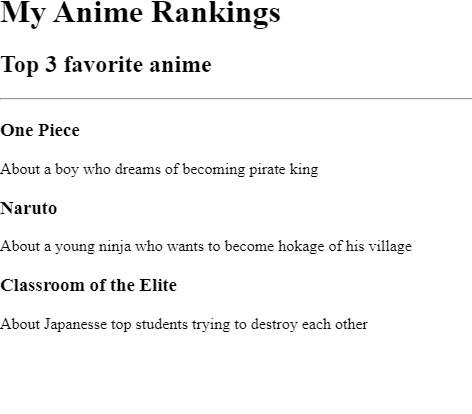 My Anime Rankings
Top 3 favorite anime
One Piece
About a boy who dreams of becoming pirate king
Naruto
About a young ninja who wants to become hokage of his village
Classroom of the Elite
About Japanesse top students trying to destroy each other